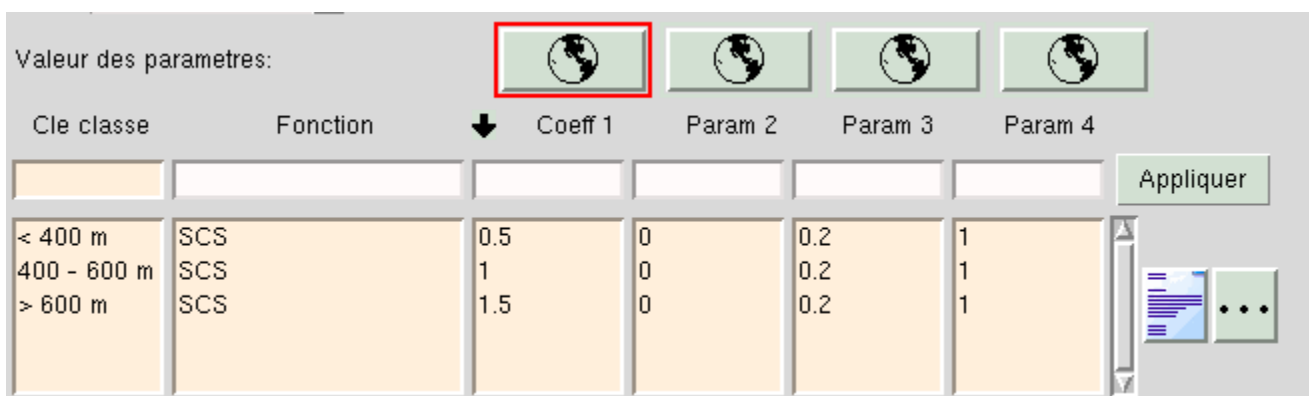 Valeur des parametres:
Cle classe Fonction Coeff 1 Param 2 Param 3 Param 4
Appliquer
< 400 m SCS 0.5 0 0.2 1
400 - 600 m SCS 1 0 0.2 1
> 600 m SCS 1.5 0 0.2 1
...